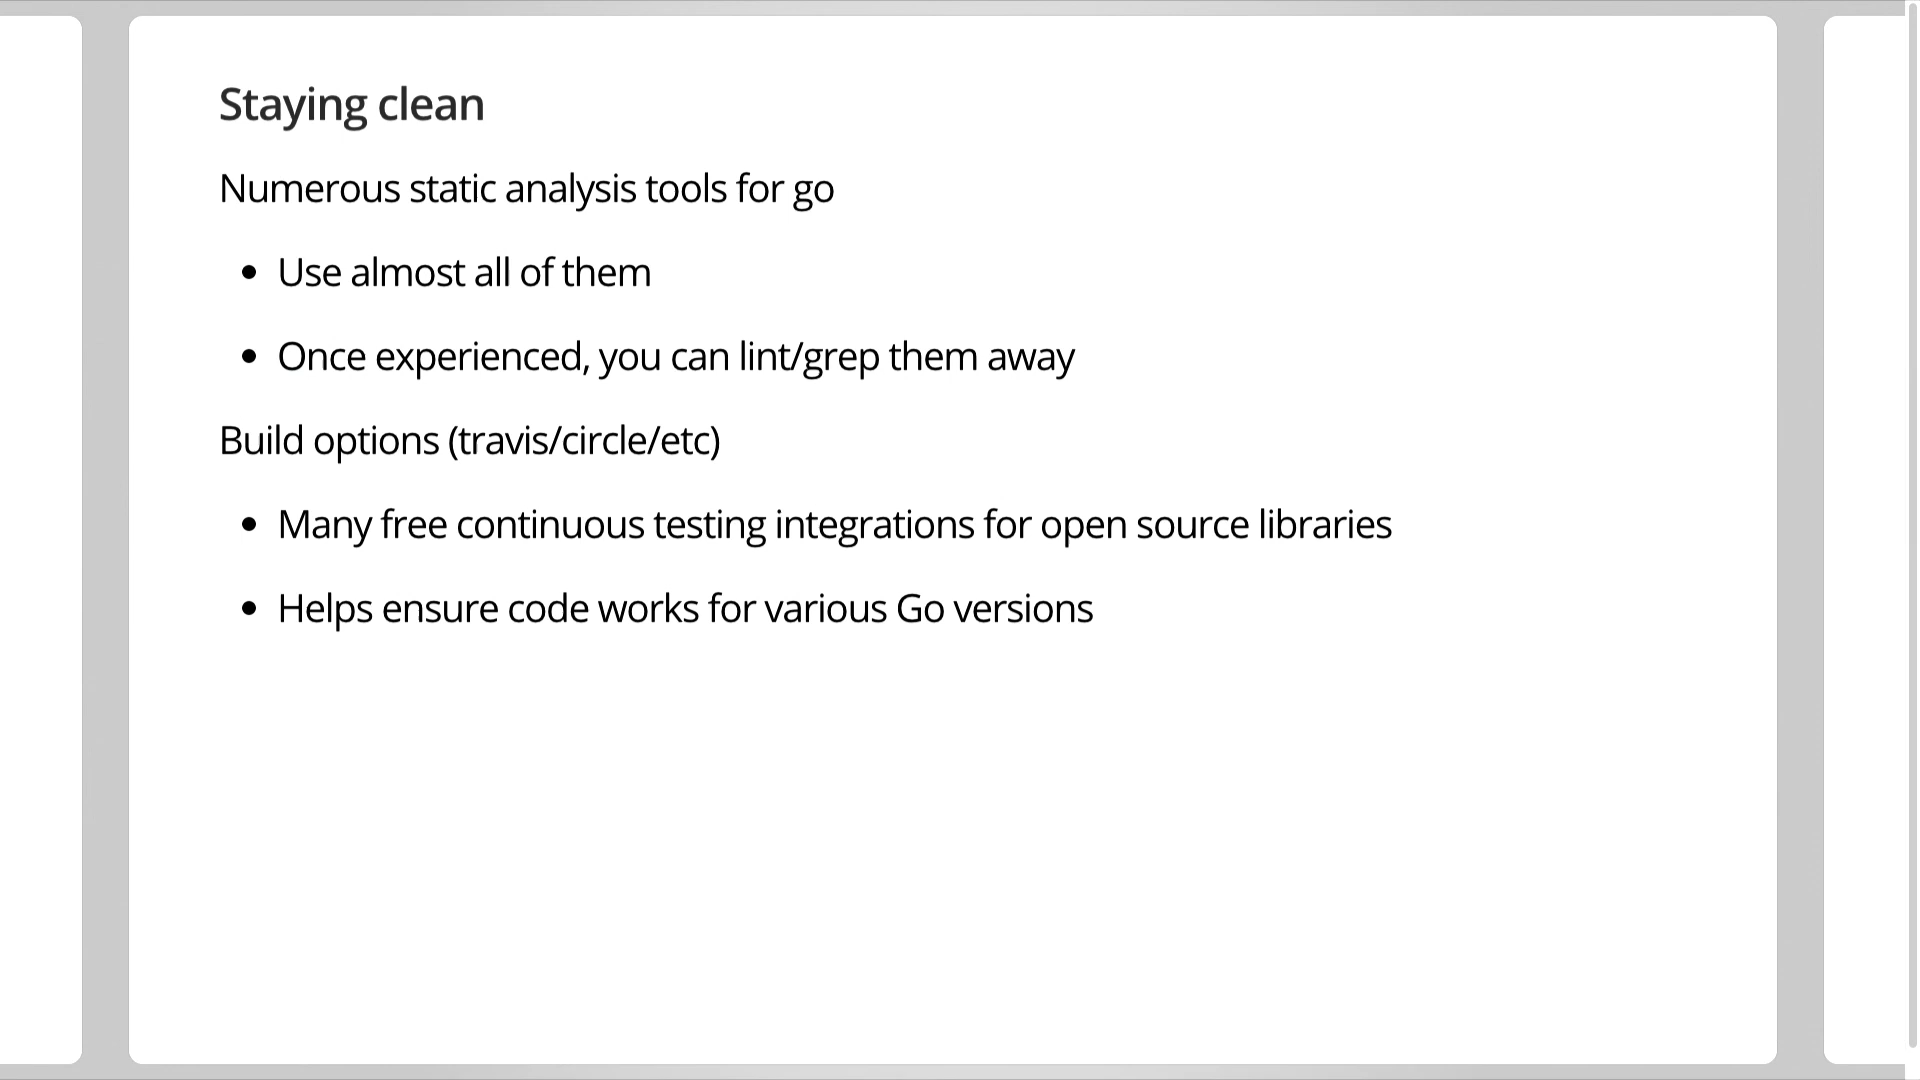 Staying clean
Numerous static analysis tools for go
• Use almost all of them
• Once experienced, you can lint/grep them away
Build options (travis/circle/etc)
• Many free continuous testing integrations for open source libraries
• Helps ensure code works for various Go versions